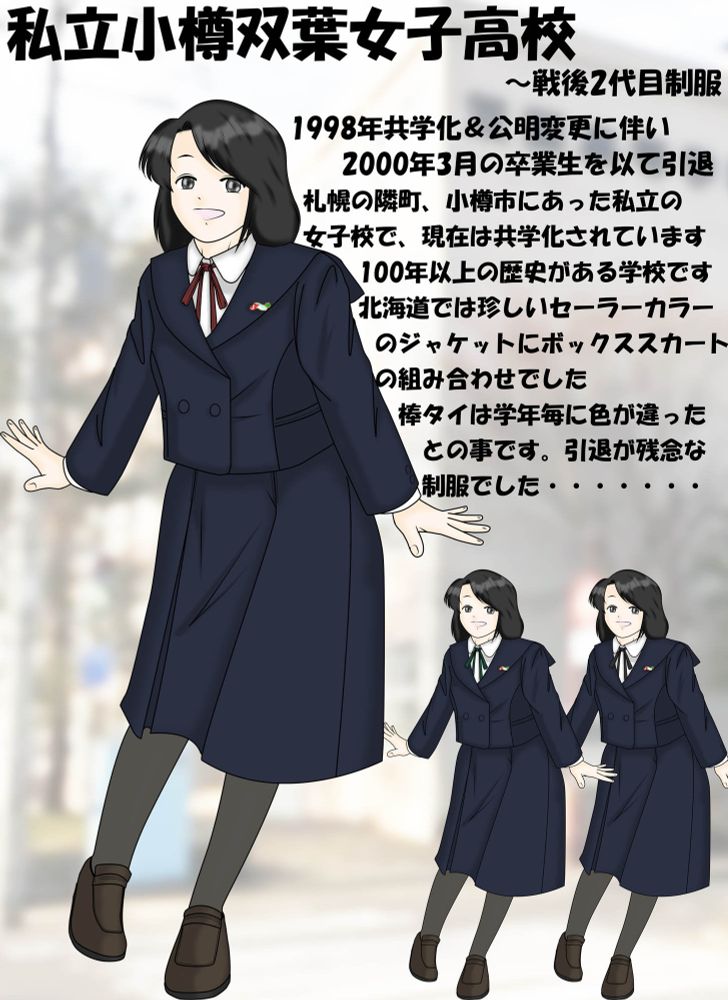 私立小樽双葉女子高校
～戦後2代目制服
1998年共学化＆公明変更に伴い
2000年3月の卒業生を以て引退
札幌の隣町、小樽市にあった私立の
女子校で、現在は共学化されています
100年以上の歴史がある学校です
北海道では珍しいセーラーカラー
のジャケットにボックススカート
の組み合わせでした
棒タイは学年毎に色が違った
との事です。引退が残念な
制服でした・・・・・・・